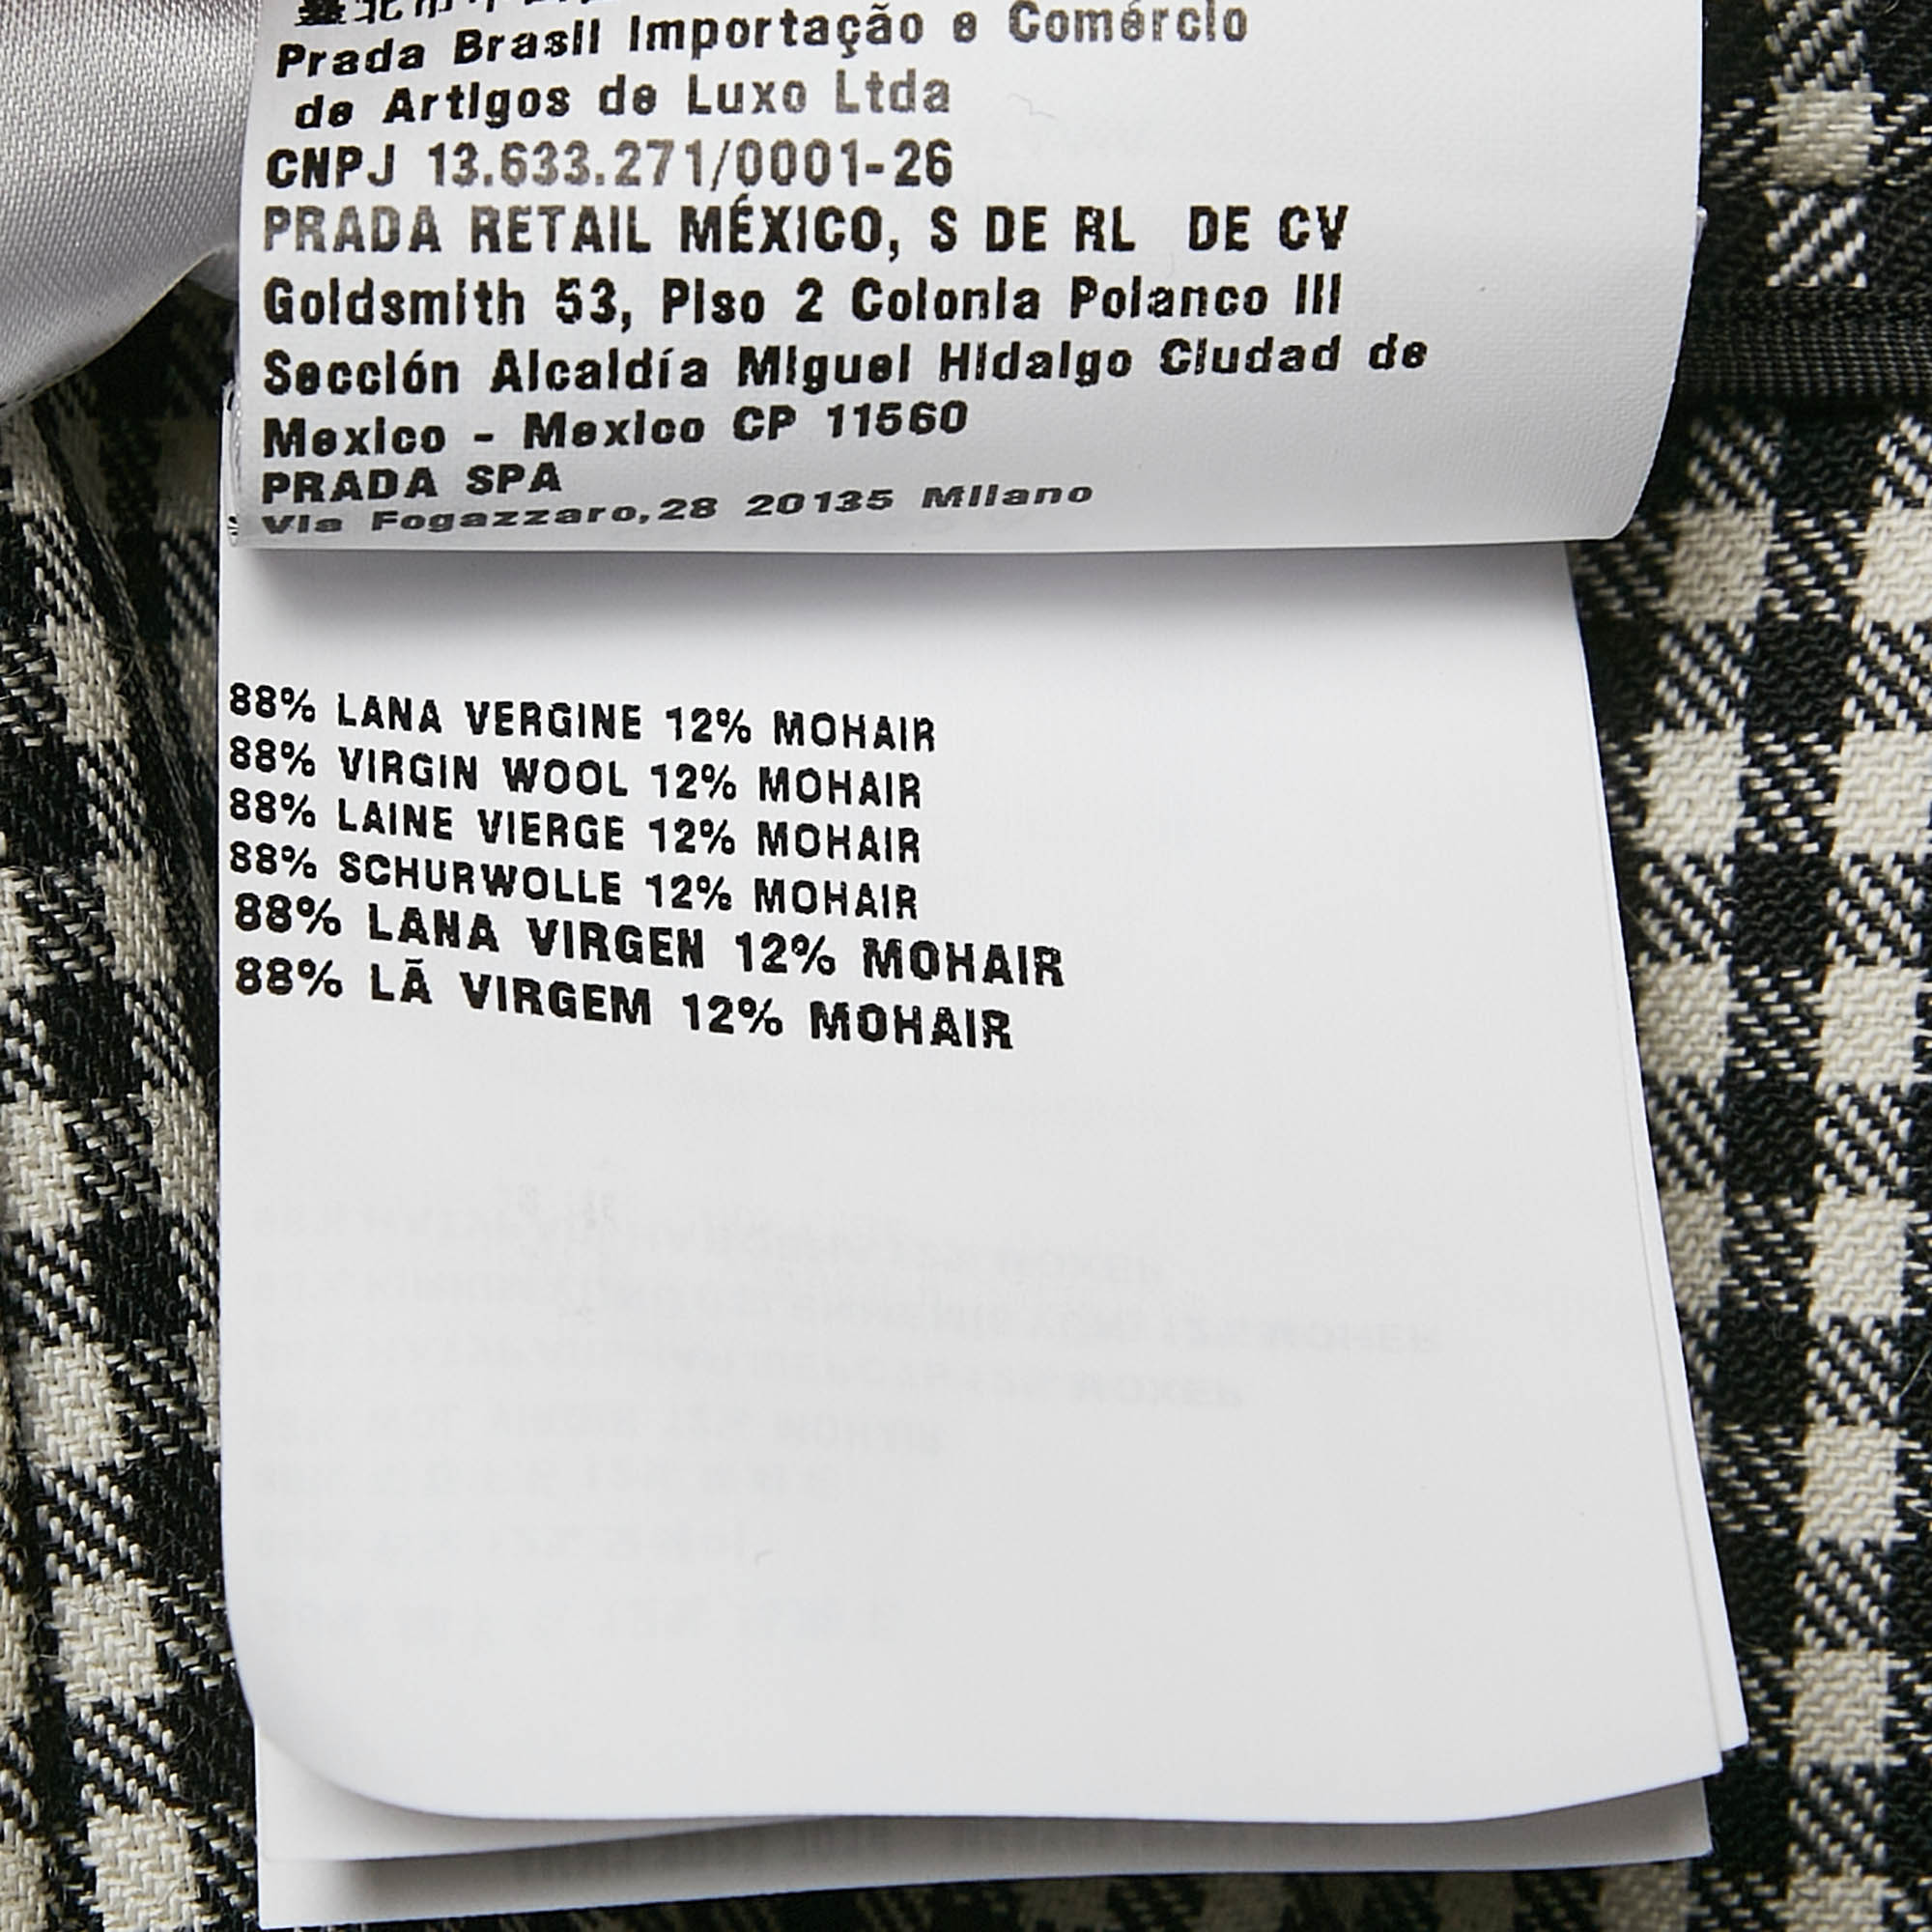 Prada Brasil Importação e Comércio
de Artigos de Luxo Ltda
CNPJ 13.633.271/0001-26
PRADA RETAIL MÉXICO, S DE RL DE CV
Goldsmith 53, Piso 2 Colonia Polanco III
Sección Alcaldía Miguel Hidalgo Ciudad de
Mexico - Mexico CP 11560
PRADA SPA
Via Fogazzaro,28 20135 Milano
88% LANA VERGINE 12% MOHAIR
88% VIRGIN WOOL 12% MOHAIR
88% LAINE VIERGE 12% MOHAIR
88% SCHURWOLLE 12% MOHAIR
88% LANA VIRGEN 12% MOHAIR
88% LÃ VIRGEM 12% MOHAIR